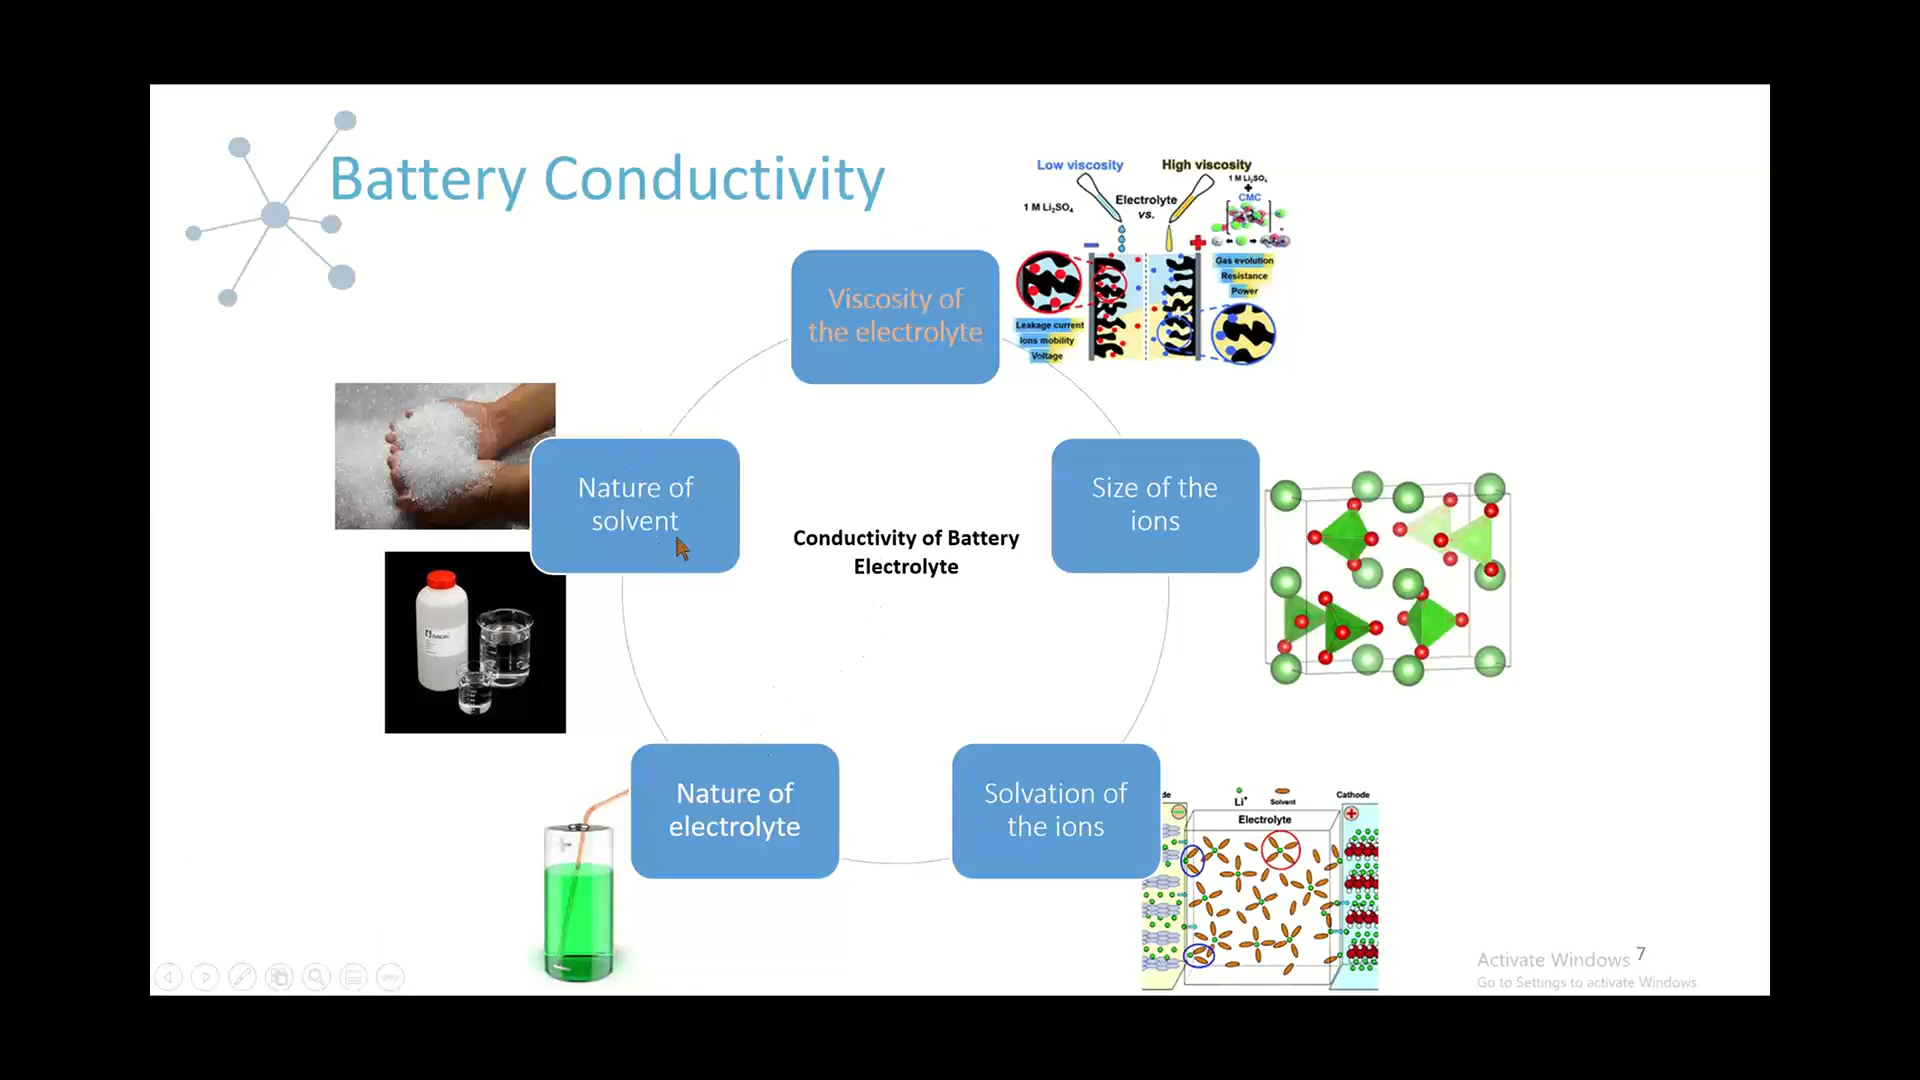 Battery Conductivity
Low viscosity
High viscosity
1 M Li₂SO₄
Electrolyte
vs.
1 M Li₂SO₄
+
CMC
Gas evolution
Resistance
Power
Leakage current
Ions mobility
Voltage
Viscosity of
the electrolyte
Nature of
solvent
Size of the
ions
Conductivity of Battery
Electrolyte
Nature of
electrolyte
Solvation of
the ions
de
Li⁺
Solvent
Cathode
Electrolyte
7
Activate Windows
Go to Settings to activate Windows.